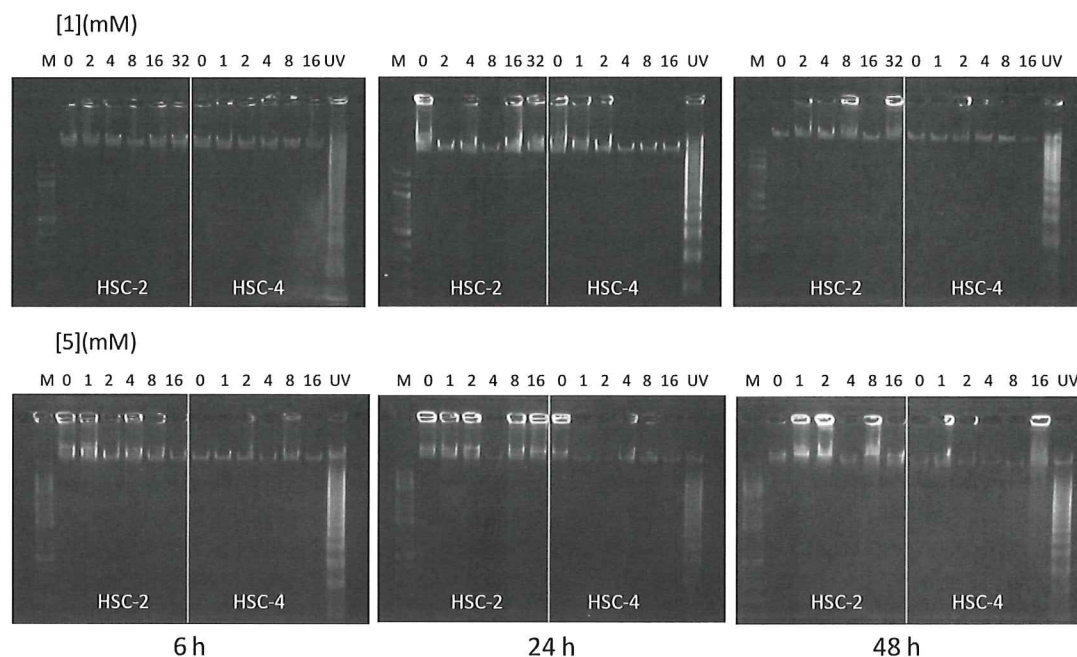 [1](mM)
M 0 2 4 8 16 32 0 1 2 4 8 16 UV
M 0 2 4 8 16 32 0 1 2 4 8 UV
M 0 2 4 8 16 32 0 1 2 4 8 16 UV
HSC-2 HSC-4
HSC-2 HSC-4
HSC-2 HSC-4
[5](mM)
M 0 1 2 4 8 16 0 1 2 4 8 16 UV
M 0 1 2 4 8 16 0 1 2 4 8 16 UV
M 0 1 2 4 8 16 0 1 2 4 8 16 UV
HSC-2 HSC-4
HSC-2 HSC-4
HSC-2 HSC-4
6 h
24 h
48 h